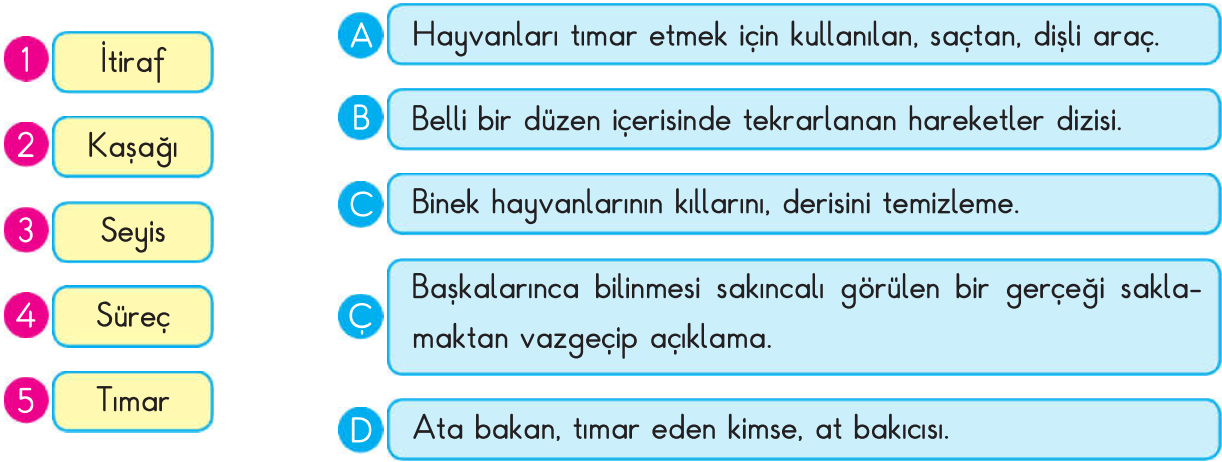 1 İtiraf
2 Kaşağı
3 Seyis
4 Süreç
5 Tımar
A Hayvanları tımar etmek için kullanılan, saçtan, dişli araç.
B Belli bir düzen içerisinde tekrarlanan hareketler dizisi.
C Binek hayvanlarının kıllarını, derisini temizleme.
Ç Başkalarınca bilinmesi sakıncalı görülen bir gerçeği sakla-
maktan vazgeçip açıklama.
D Ata bakan, tımar eden kimse, at bakıcısı.